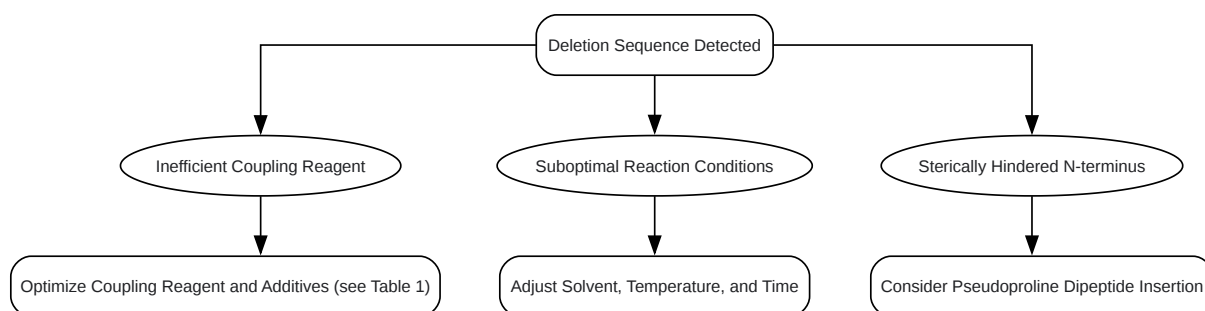 Deletion Sequence Detected
Inefficient Coupling Reagent
Suboptimal Reaction Conditions
Sterically Hindered N-terminus
Optimize Coupling Reagent and Additives (see Table 1)
Adjust Solvent, Temperature, and Time
Consider Pseudoproline Dipeptide Insertion